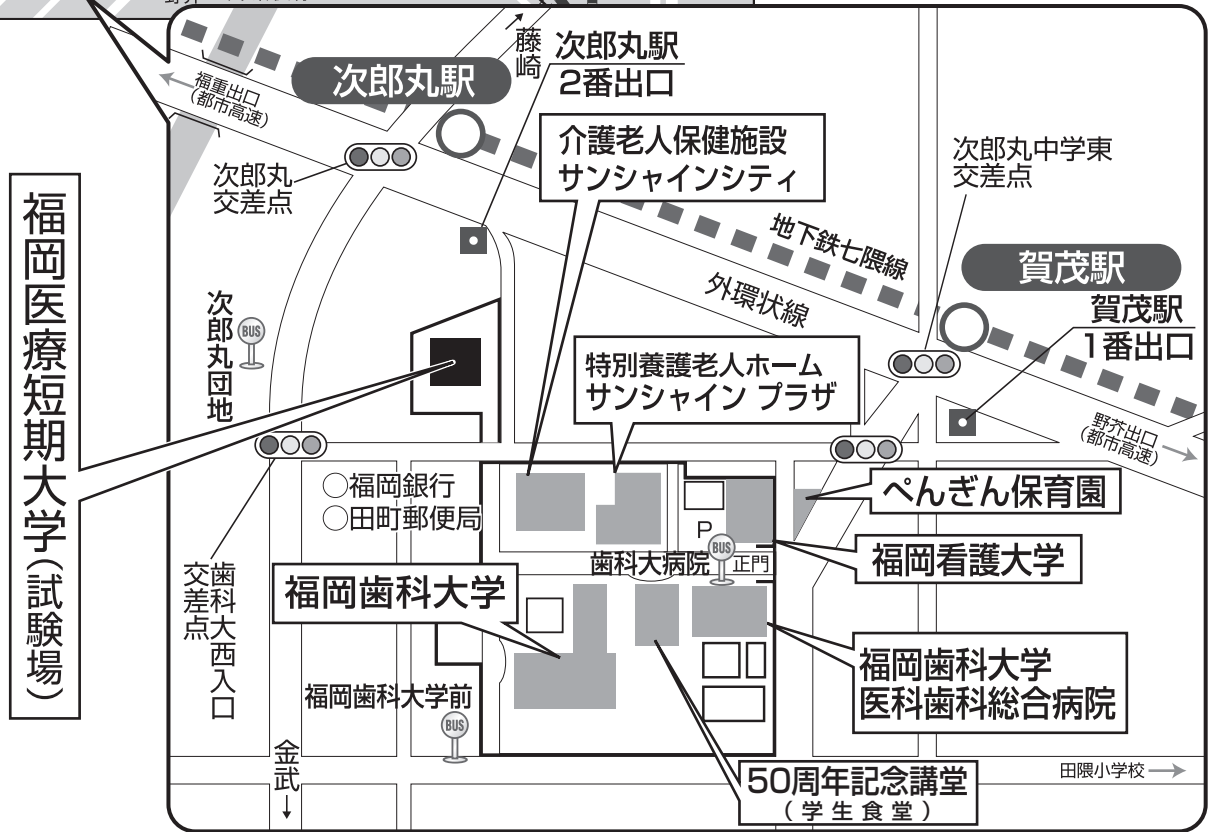 藤崎
次郎丸駅
次郎丸駅
2番出口
福重出口
(都市高速)
介護老人保健施設
サンシャインシティ
次郎丸
交差点
次郎丸中学東
交差点
地下鉄七隈線
外環状線
賀茂駅
賀茂駅
1番出口
福岡医療短期大学(試験場)
次郎丸団地
BUS
特別養護老人ホーム
サンシャイン プラザ
野芥出口
(都市高速)
○福岡銀行
○田町郵便局
ぺんぎん保育園
P
BUS
歯科大病院
正門
福岡看護大学
歯科大西入口
交差点
福岡歯科大学
福岡歯科大学
医科歯科総合病院
福岡歯科大学前
BUS
金武
50周年記念講堂
(学生食堂)
田隈小学校